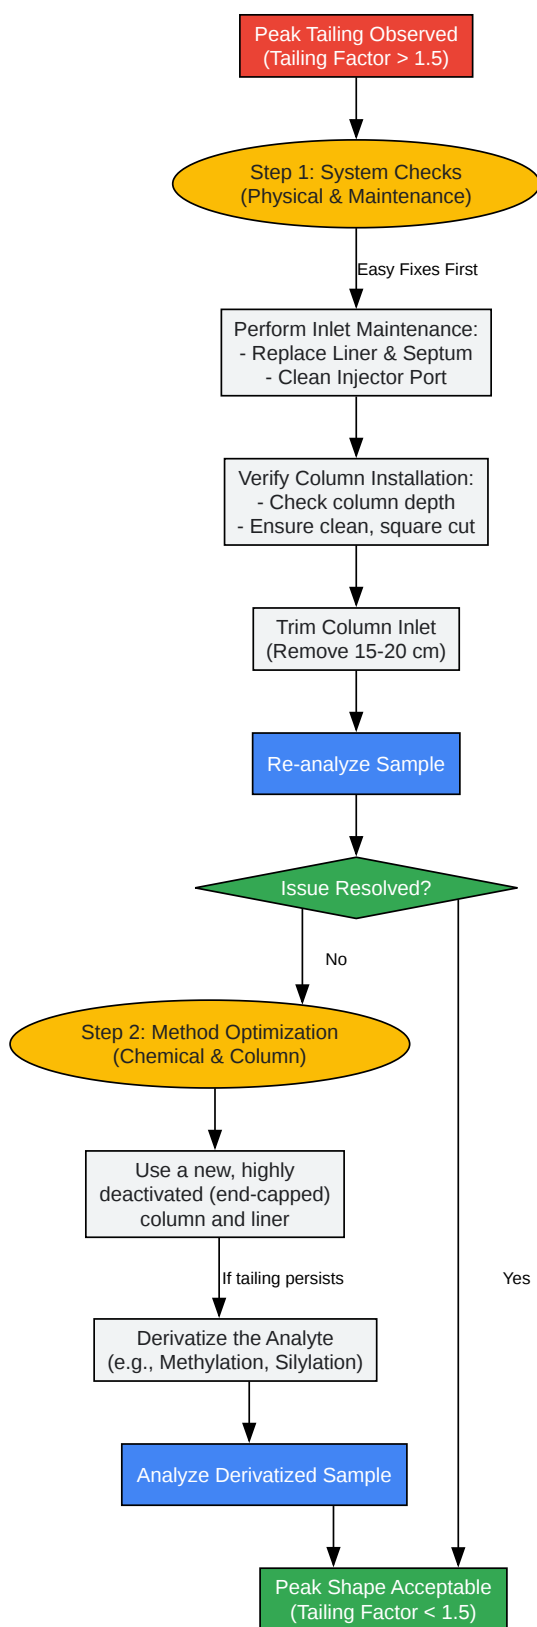 Peak Tailing Observed
(Tailing Factor > 1.5)
Step 1: System Checks
(Physical & Maintenance)
Easy Fixes First
Perform Inlet Maintenance:
- Replace Liner & Septum
- Clean Injector Port
Verify Column Installation:
- Check column depth
- Ensure clean, square cut
Trim Column Inlet
(Remove 15-20 cm)
Re-analyze Sample
Issue Resolved?
No
Step 2: Method Optimization
(Chemical & Column)
Use a new, highly
deactivated (end-capped)
column and liner
If tailing persists
Yes
Derivatize the Analyte
(e.g., Methylation, Silylation)
Analyze Derivatized Sample
Peak Shape Acceptable
(Tailing Factor < 1.5)